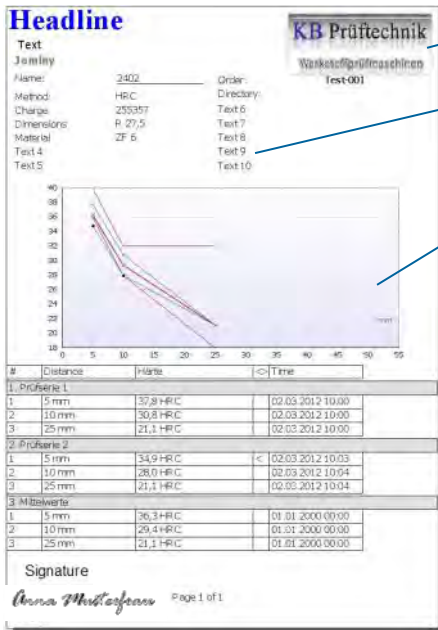 Headline
KB Prüftechnik
Werkstoffprüfmaschinen
Text
Jominy
Name: 2402 Order: Test-001
Method: HRC Directory:
Charge 255357 Text 6
Dimensions R 27,5 Text 7
Material ZF 6 Text 8
Text 4 Text 9
Text 5 Text 10
40
38
36
34
32
30
28
26
24
22
20
18
0 5 10 15 20 25 30 35 40 45 50 55
# Distance Härte <> Time
1. Prüfserie 1
1 5 mm 37,8 HRC 02.03.2012 10:00
2 10 mm 30,8 HRC 02.03.2012 10:00
3 25 mm 21,1 HRC 02.03.2012 10:00
2. Prüfserie 2
1 5 mm 34,9 HRC < 02.03.2012 10:03
2 10 mm 28,0 HRC 02.03.2012 10:04
3 25 mm 21,1 HRC 02.03.2012 10:04
3. Mittelwerte
1 5 mm 36,3 HRC 01.01.2000 00:00
2 10 mm 29,4 HRC 01.01.2000 00:00
3 25 mm 21,1 HRC 01.01.2000 00:00
Signature
Anna Musterfrau Page 1 of 1